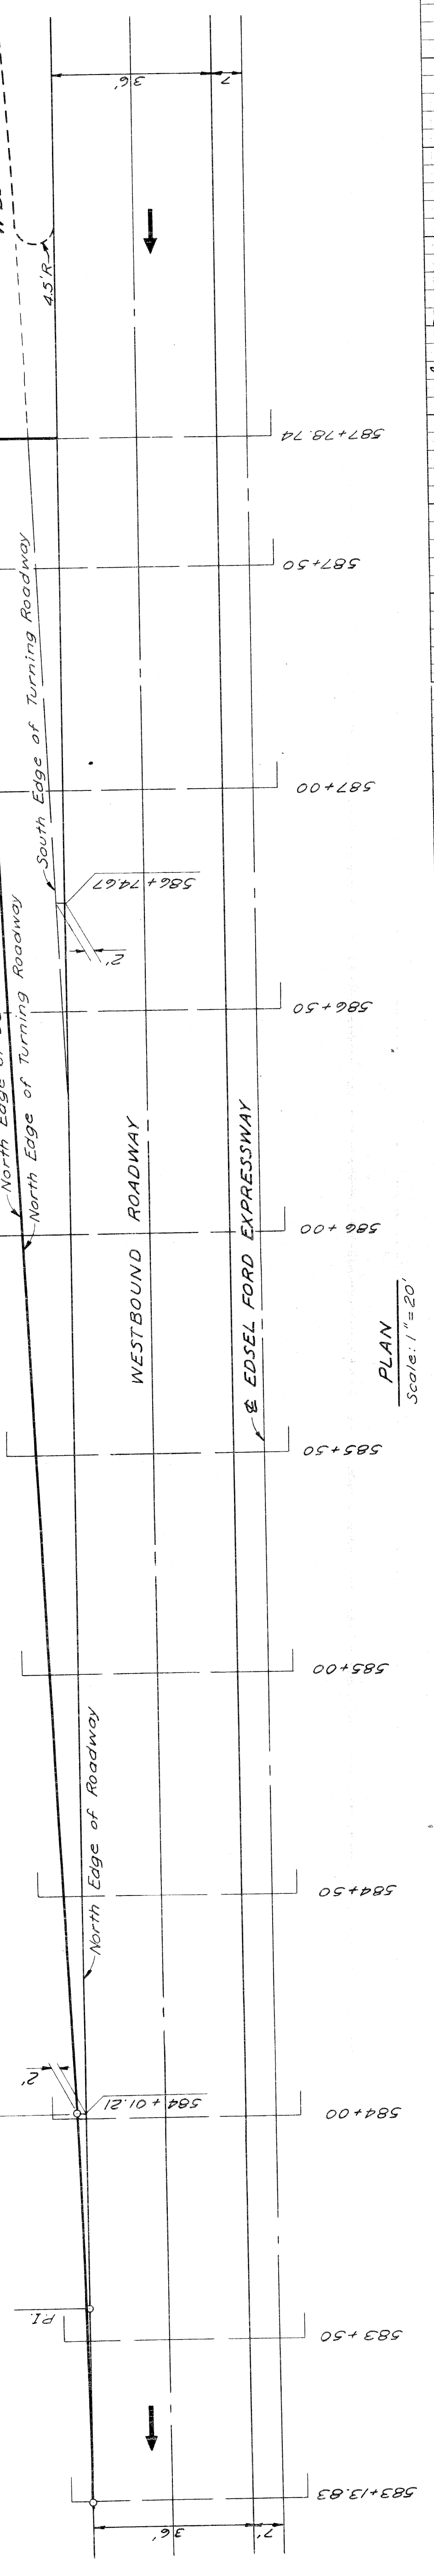 36'
7
4.5'R
587+78.74
587+50
South Edge of Turning Roadway
587+00
North Edge of Turning Roadway
586+74.67
2'
586+50
North Edge of
WESTBOUND ROADWAY
℄ EDSEL FORD EXPRESSWAY
586+00
PLAN
Scale: 1"=20'
585+50
585+00
North Edge of Roadway
584+50
2'
584+01.21
584+00
P.I.
583+50
583+13.83
36'
7'